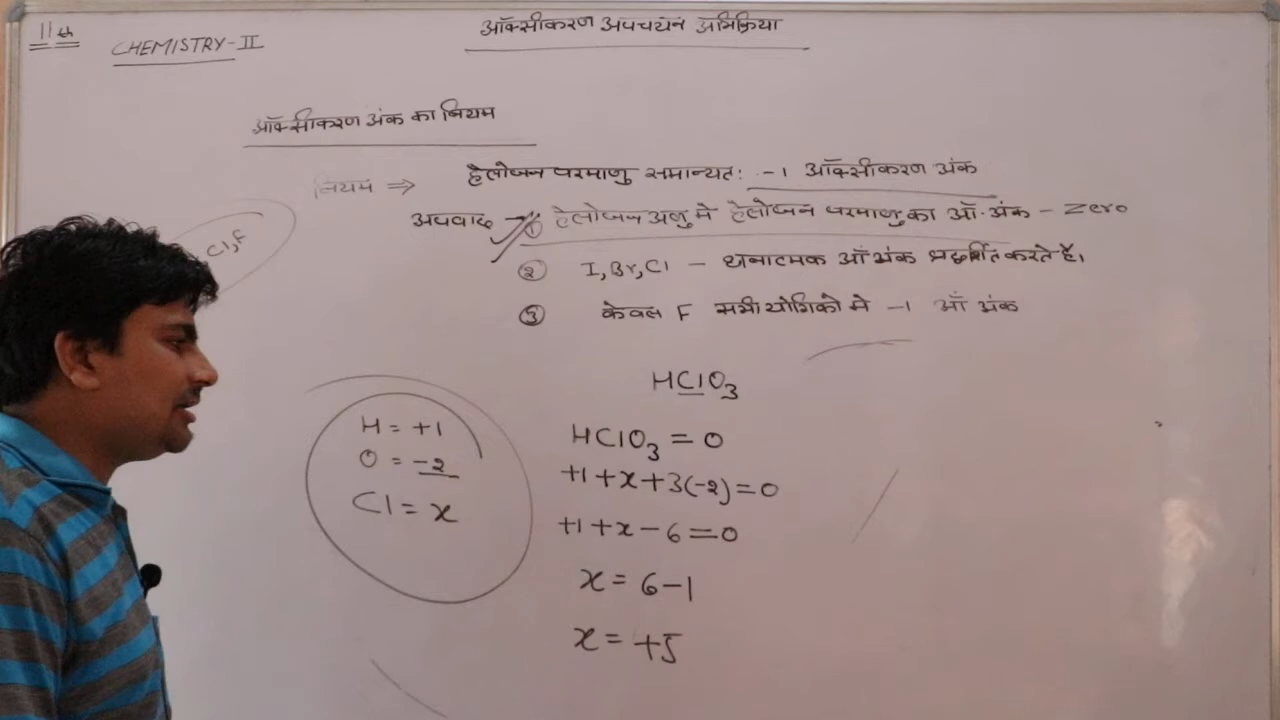 11th
CHEMISTRY-II
ऑक्सीकरण अपचयन अभिक्रिया
ऑक्सीकरण अंक का नियम
नियम ⇒ हैलोजन परमाणु समान्यतः -1 ऑक्सीकरण अंक
अपवाद → ① हैलोजन अणु मे हैलोजन परमाणु का ऑ. अंक - Zero
② I, Br, Cl - धनात्मक ऑ अंक प्रदर्शित करते है।
③ केवल F सभी योगिको मे -1 ऑ अंक
Cl, F
HClO₃
H = +1
O = -2
Cl = x
HClO₃ = 0
+1+x+3(-2)=0
+1+x-6=0
x = 6-1
x = +5